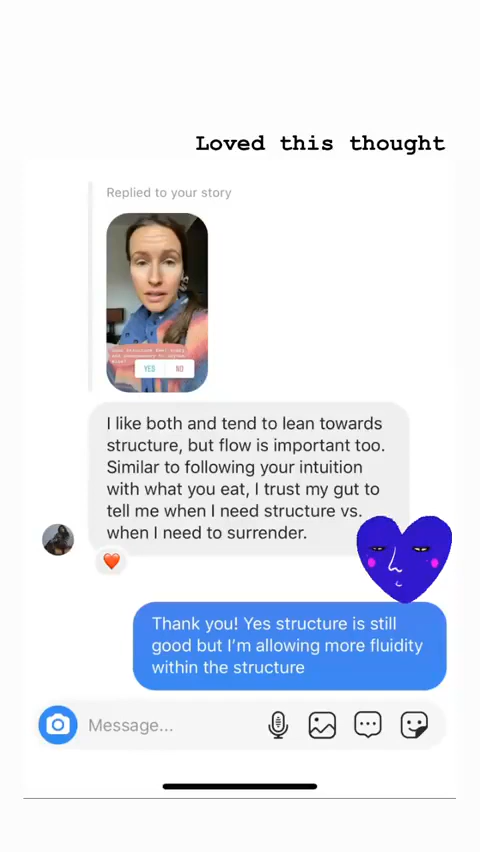 Loved this thought
Replied to your story
YES NO
I like both and tend to lean towards
structure, but flow is important too.
Similar to following your intuition
with what you eat, I trust my gut to
tell me when I need structure vs.
when I need to surrender.
Thank you! Yes structure is still
good but I'm allowing more fluidity
within the structure
Message...